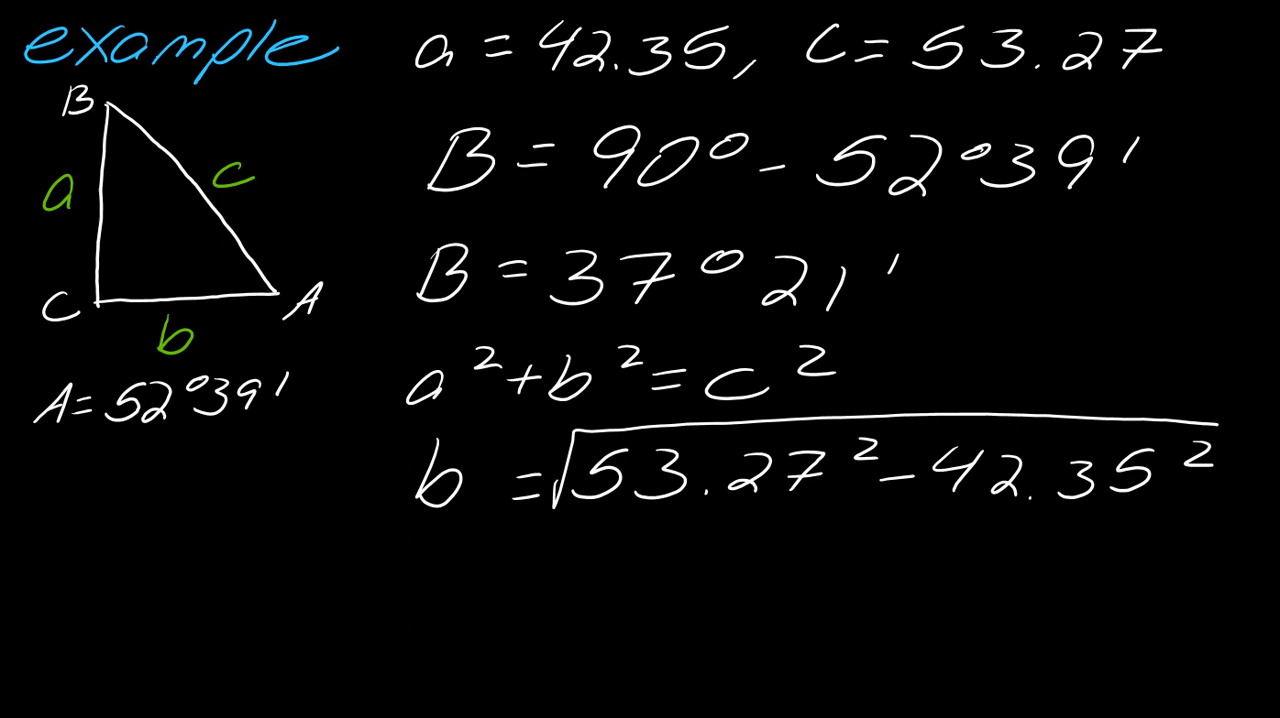 example
a = 42.35, c = 53.27
B
a
c
C
b
A
A = 52°39'
B = 90° - 52°39'
B = 37°21'
a² + b² = c²
b = √53.27² - 42.35²